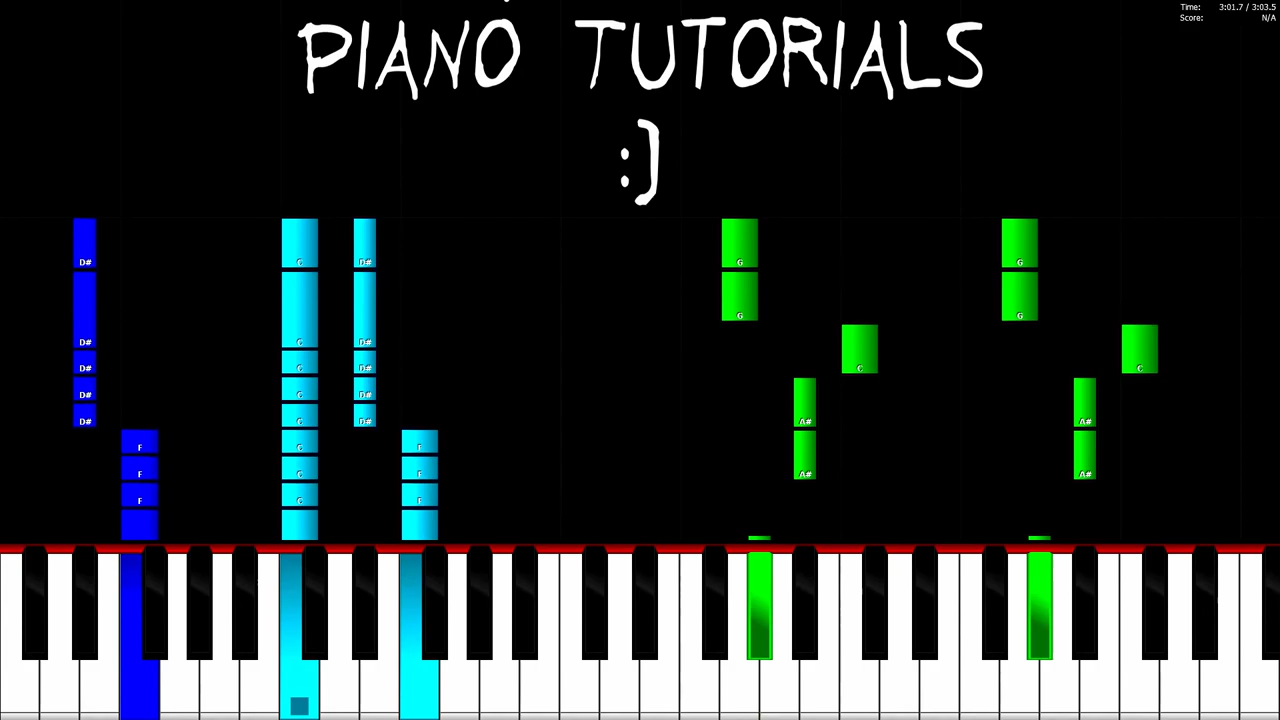 PIANO TUTORIALS
:]
Time: 3:01.7 / 3:03.5
Score: N/A
D# C D# G G
G G
D# C D#
D# C D# C C
D# C D#
D# C D# A# A#
F C F
F C F A# A#
F C F